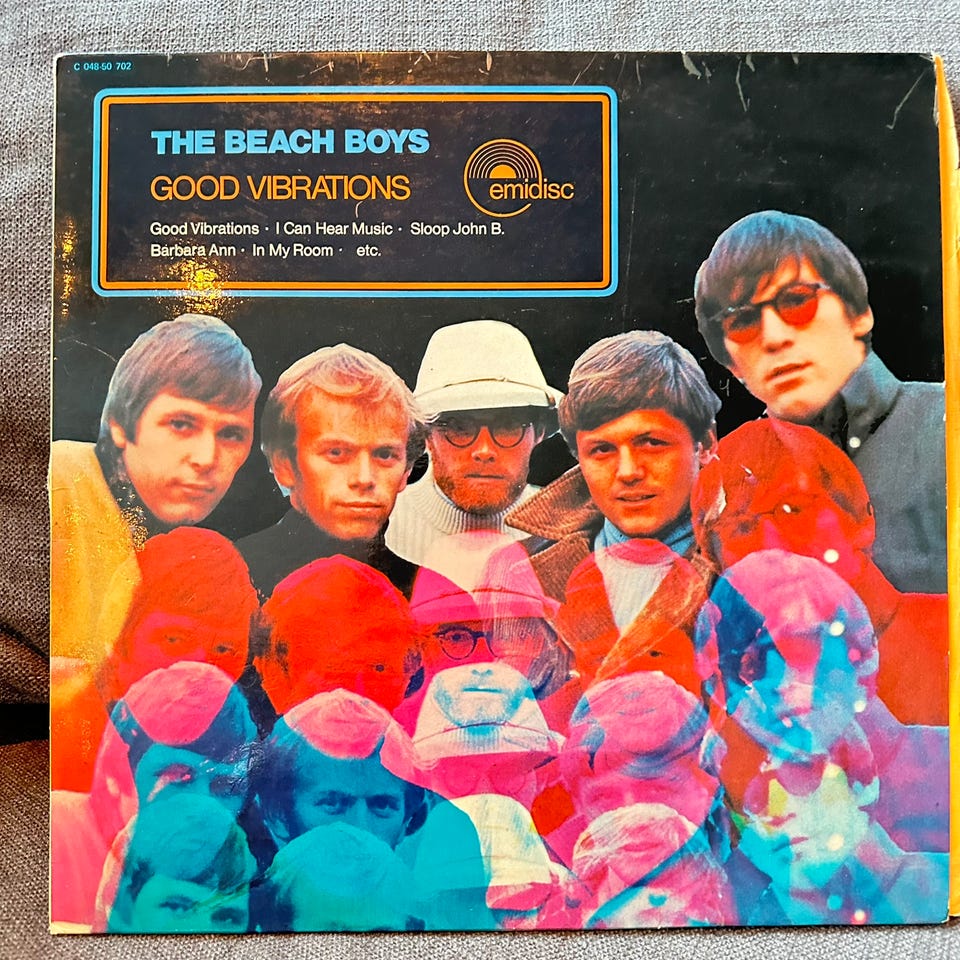 C 048-50 702
THE BEACH BOYS
GOOD VIBRATIONS
emidisc
Good Vibrations · I Can Hear Music · Sloop John B.
Barbara Ann · In My Room · etc.